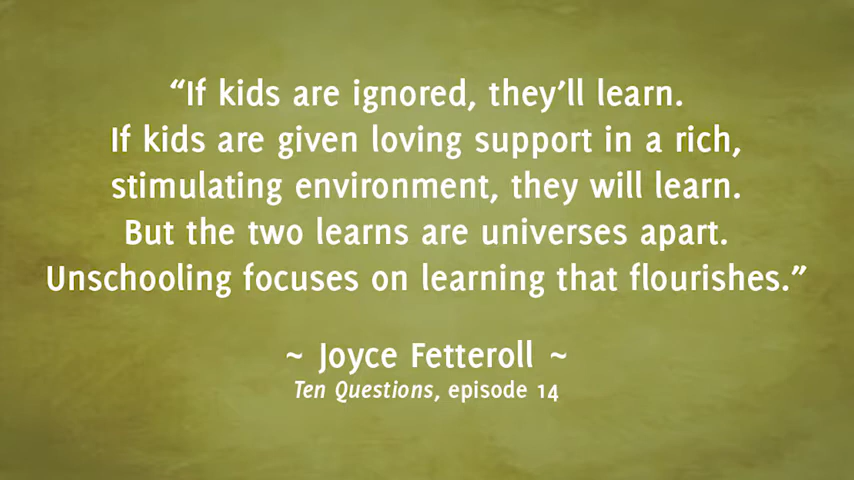 “If kids are ignored, they’ll learn.
If kids are given loving support in a rich,
stimulating environment, they will learn.
But the two learns are universes apart.
Unschooling focuses on learning that flourishes.”
~ Joyce Fetteroll ~
Ten Questions, episode 14